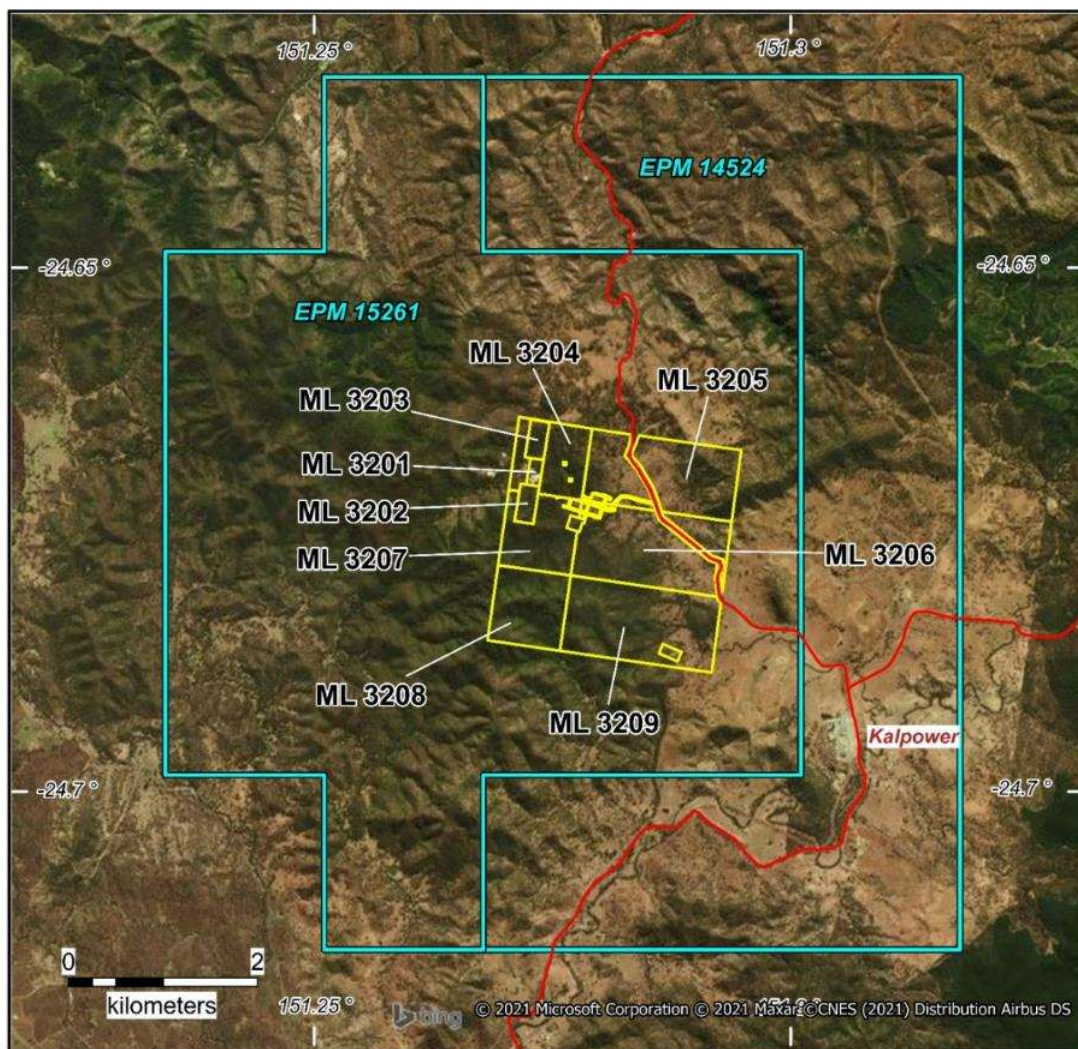 151.25 °
151.3 °
EPM 14524
-24.65 °
-24.65 °
EPM 15261
ML 3204
ML 3205
ML 3203
ML 3201
ML 3202
ML 3207
ML 3206
ML 3208
ML 3209
Kalpower
-24.7 °
-24.7 °
0
2
kilometers
151.25 °
151.3 °
bing
© 2021 Microsoft Corporation © 2021 Maxar ©CNES (2021) Distribution Airbus DS